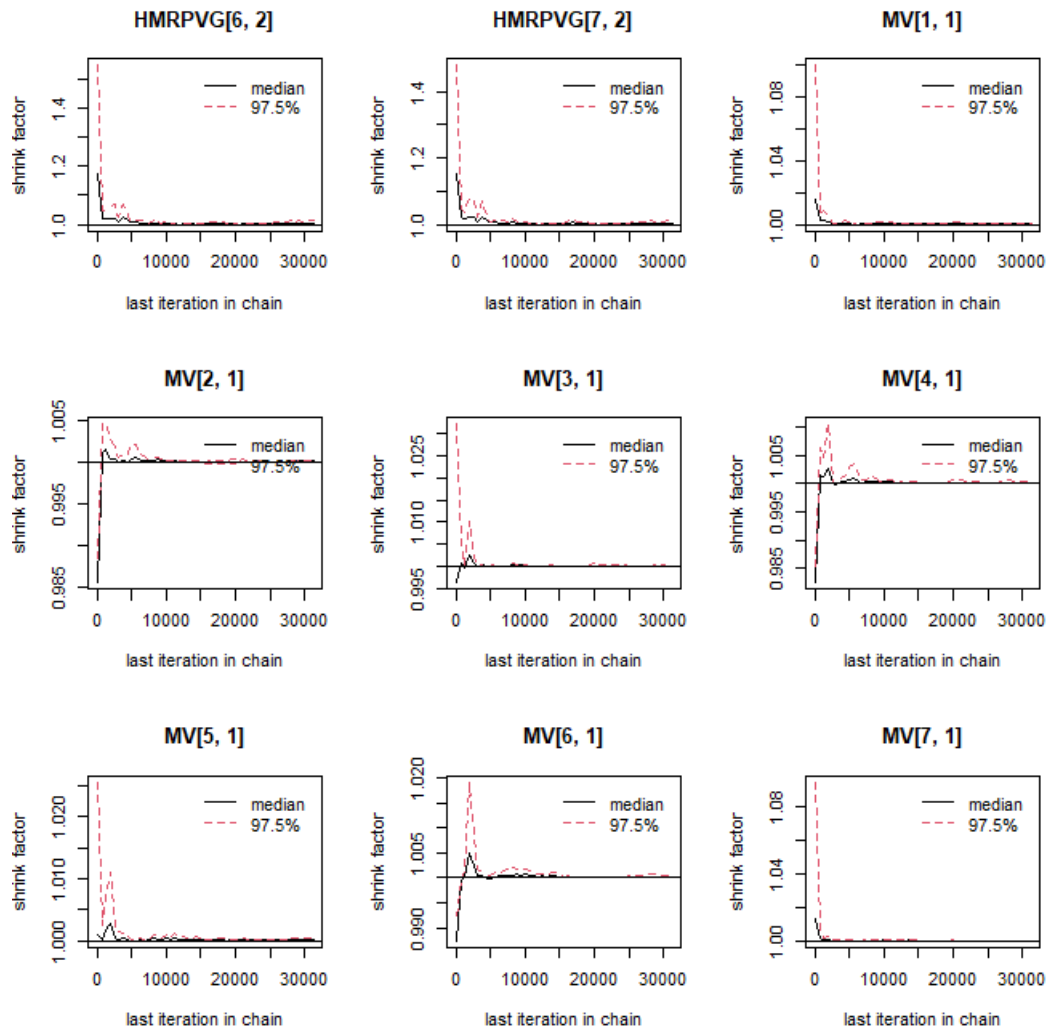 HMRPVG[6, 2]
shrink factor
1.0 1.2 1.4
median
97.5%
0 10000 20000 30000
last iteration in chain
HMRPVG[7, 2]
shrink factor
1.0 1.2 1.4
median
97.5%
0 10000 20000 30000
last iteration in chain
MV[1, 1]
shrink factor
1.00 1.04 1.08
median
97.5%
0 10000 20000 30000
last iteration in chain
MV[2, 1]
shrink factor
0.985 0.995 1.005
median
97.5%
0 10000 20000 30000
last iteration in chain
MV[3, 1]
shrink factor
0.995 1.010 1.025
median
97.5%
0 10000 20000 30000
last iteration in chain
MV[4, 1]
shrink factor
0.985 0.995 1.005
median
97.5%
0 10000 20000 30000
last iteration in chain
MV[5, 1]
shrink factor
1.000 1.010 1.020
median
97.5%
0 10000 20000 30000
last iteration in chain
MV[6, 1]
shrink factor
0.990 1.005 1.020
median
97.5%
0 10000 20000 30000
last iteration in chain
MV[7, 1]
shrink factor
1.00 1.04 1.08
median
97.5%
0 10000 20000 30000
last iteration in chain